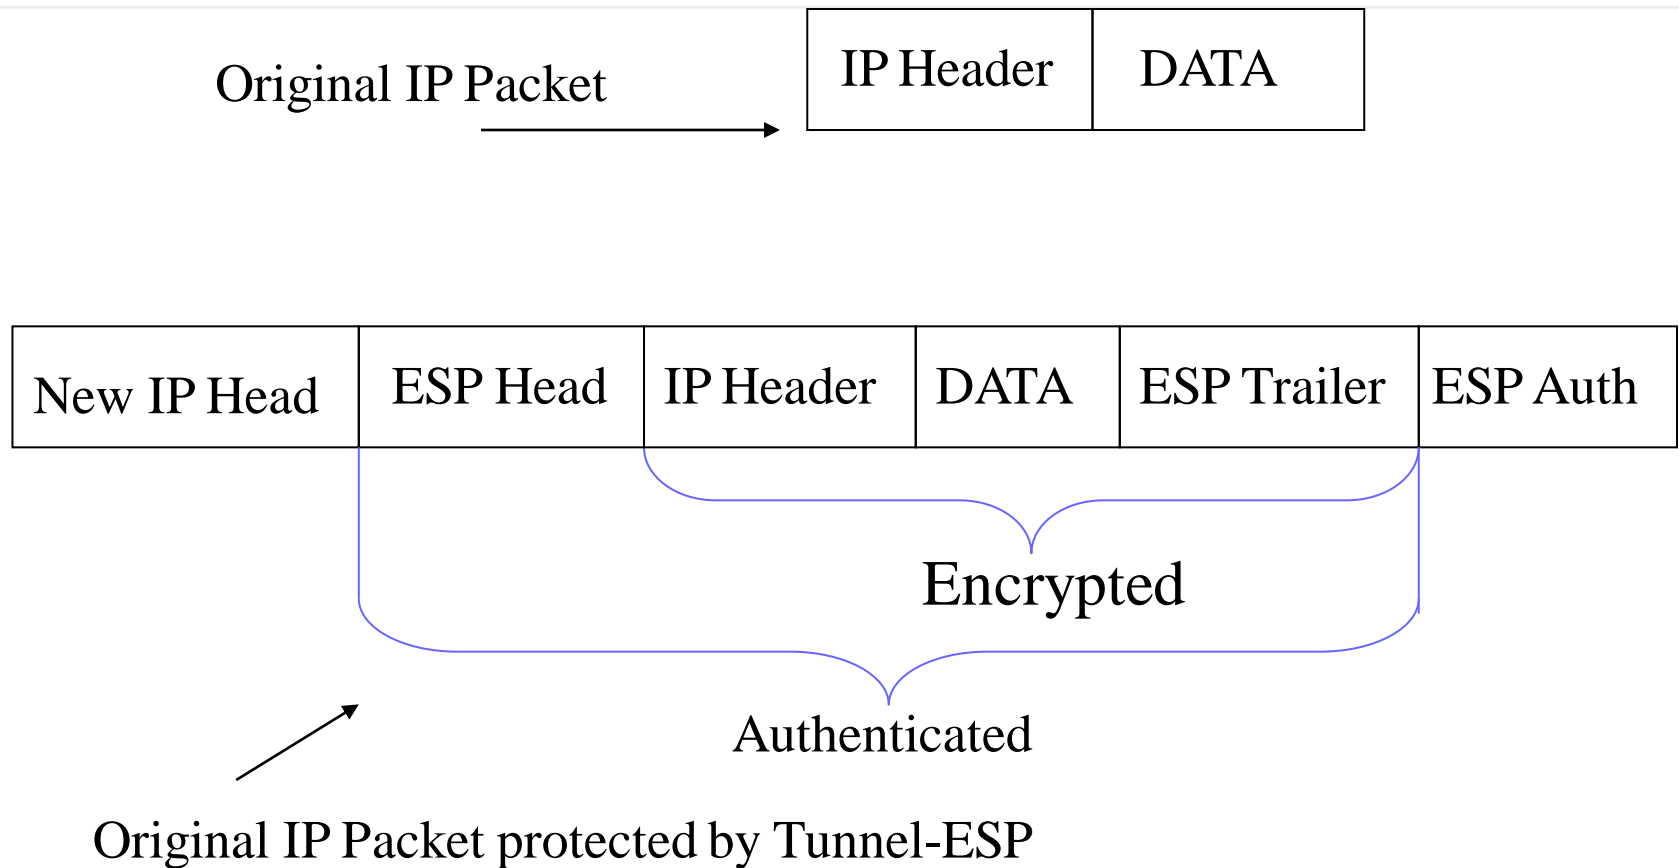 Original IP Packet
IP Header DATA
New IP Head ESP Head IP Header DATA ESP Trailer ESP Auth
Encrypted
Authenticated
Original IP Packet protected by Tunnel-ESP